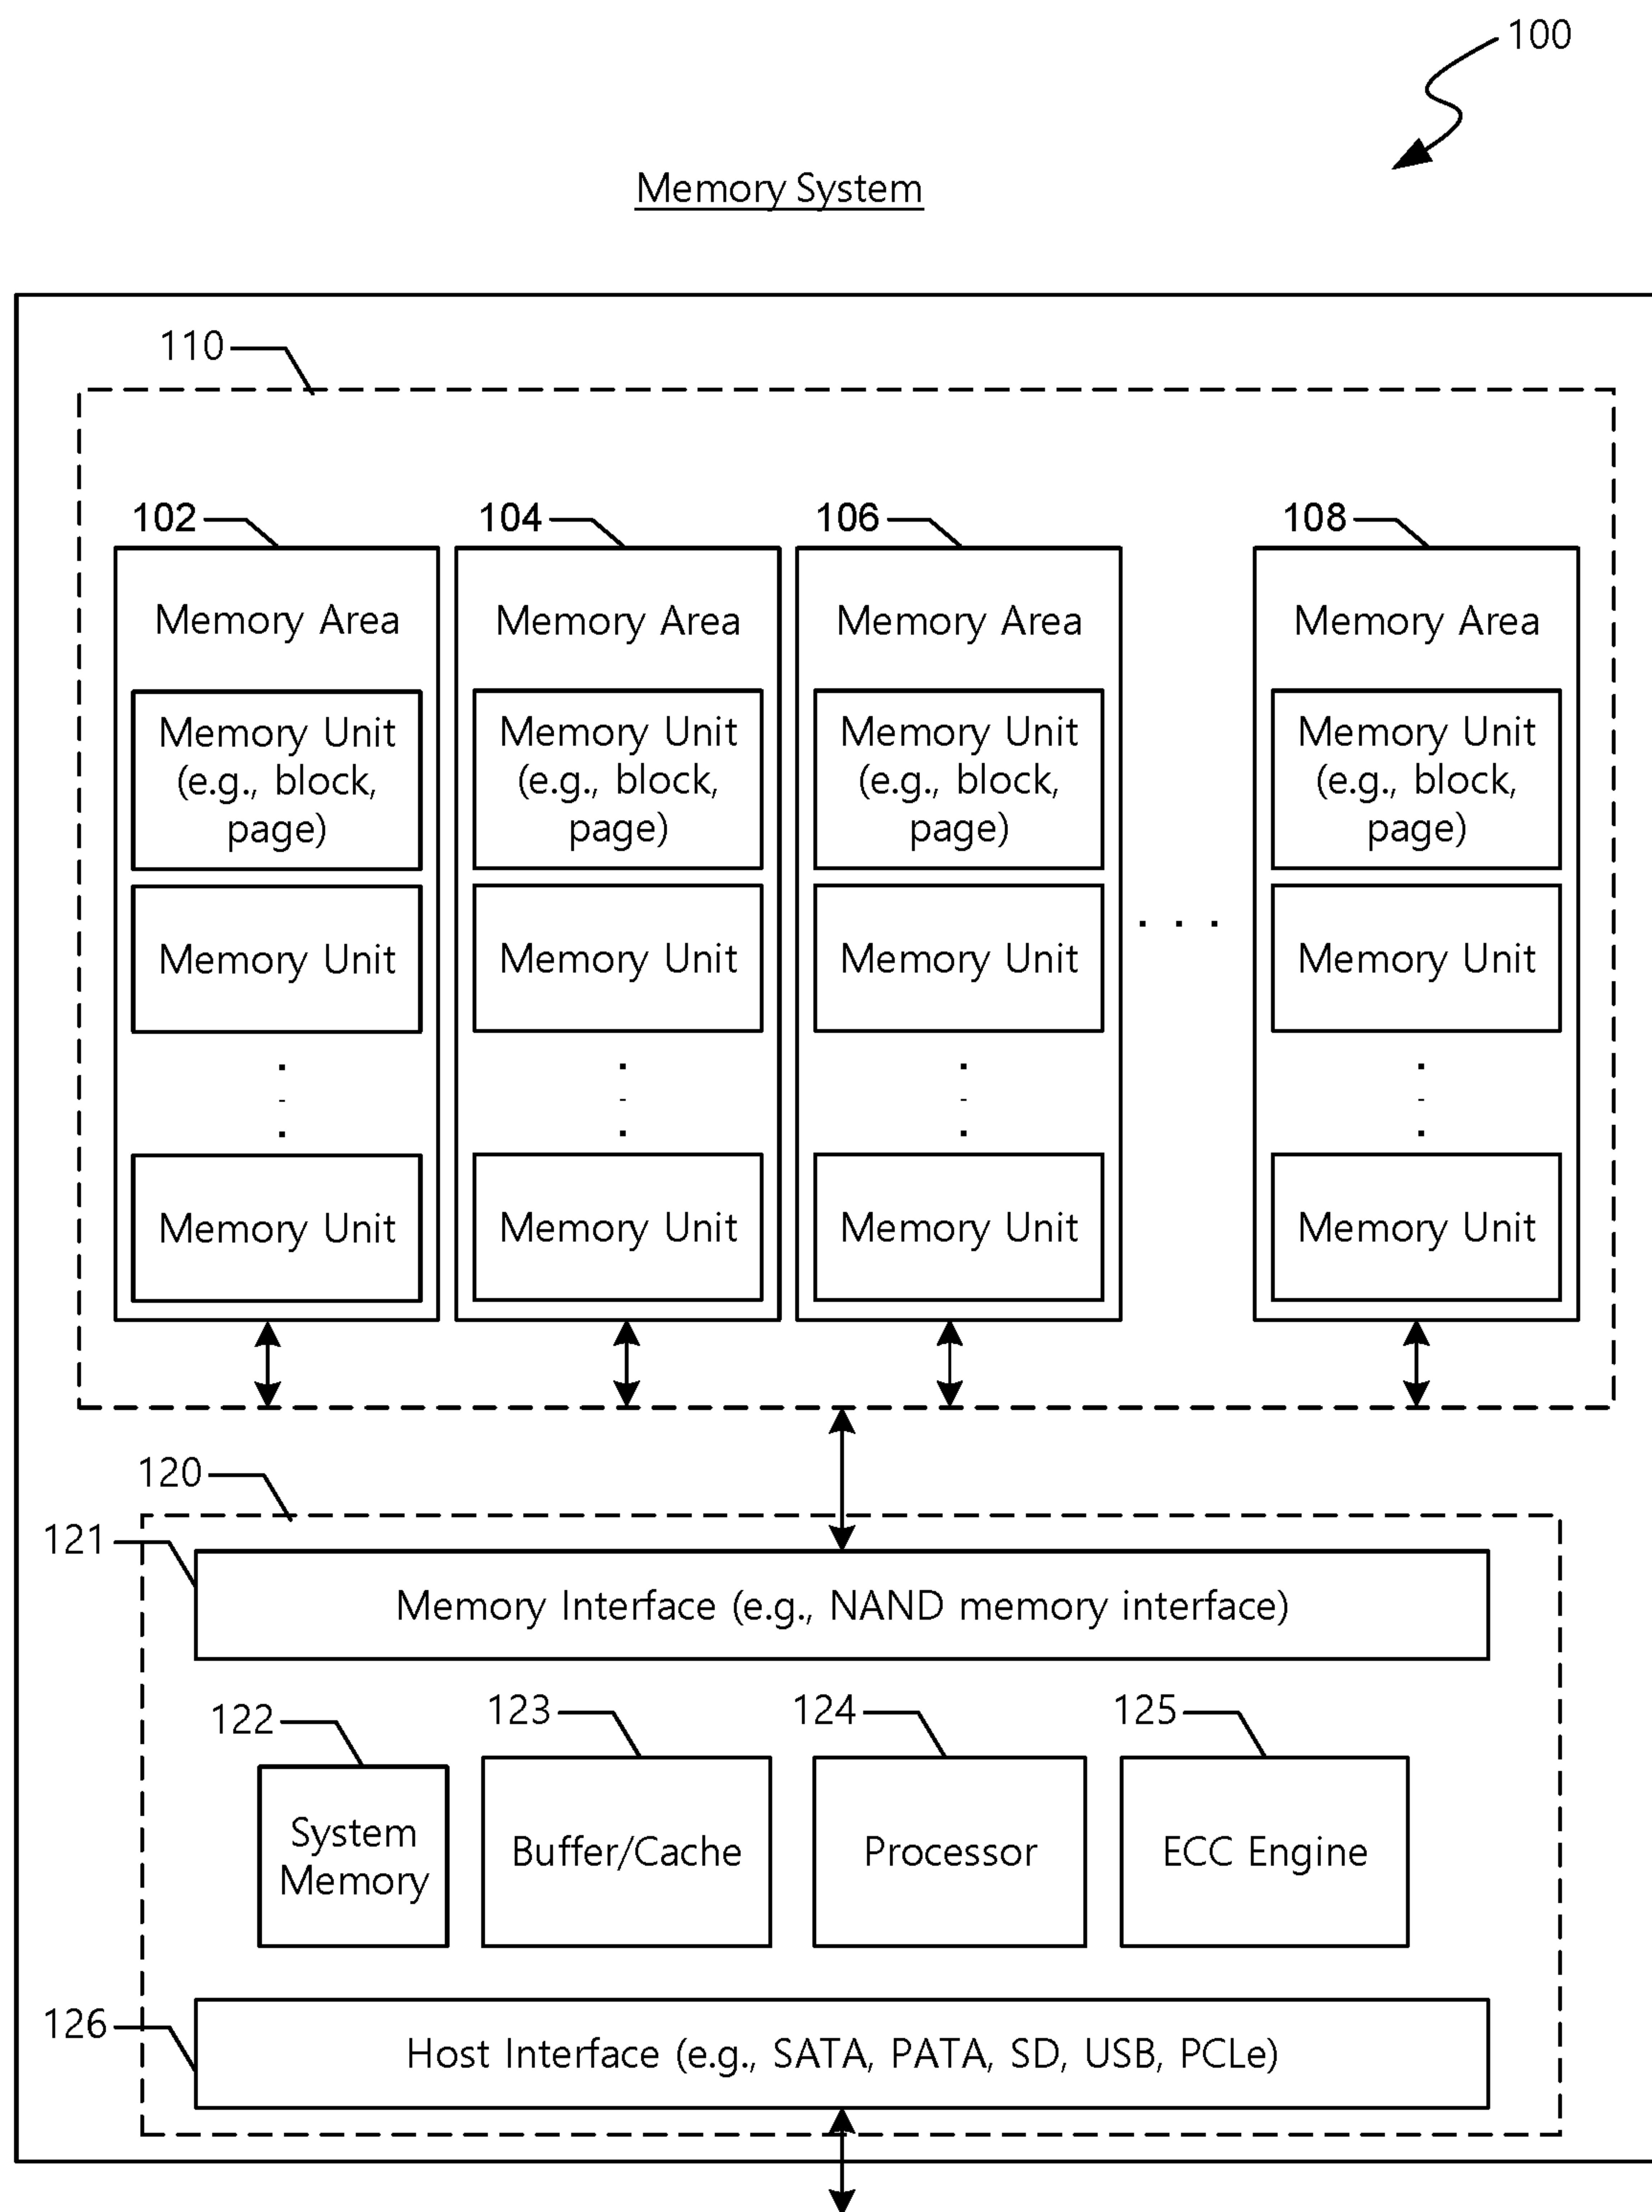 100
Memory System
110
102
104
106
108
Memory Area
Memory Area
Memory Area
Memory Area
Memory Unit
(e.g., block,
page)
Memory Unit
(e.g., block,
page)
Memory Unit
(e.g., block,
page)
Memory Unit
(e.g., block,
page)
Memory Unit
Memory Unit
Memory Unit
. . .
Memory Unit
Memory Unit
Memory Unit
Memory Unit
Memory Unit
120
121
Memory Interface (e.g., NAND memory interface)
122
123
124
125
System
Memory
Buffer/Cache
Processor
ECC Engine
126
Host Interface (e.g., SATA, PATA, SD, USB, PCLe)